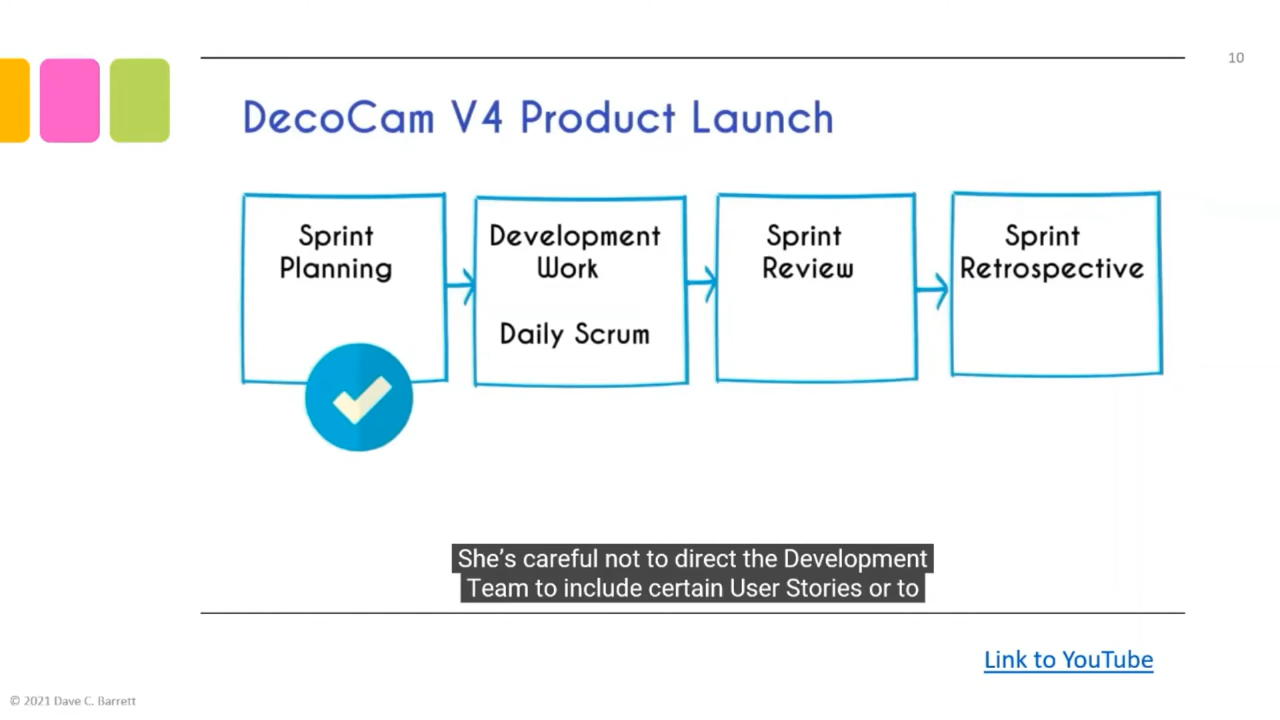 10
DecoCam V4 Product Launch
Sprint
Planning
Development
Work
Daily Scrum
Sprint
Review
Sprint
Retrospective
She's careful not to direct the Development
Team to include certain User Stories or to
Link to YouTube
© 2021 Dave C. Barrett